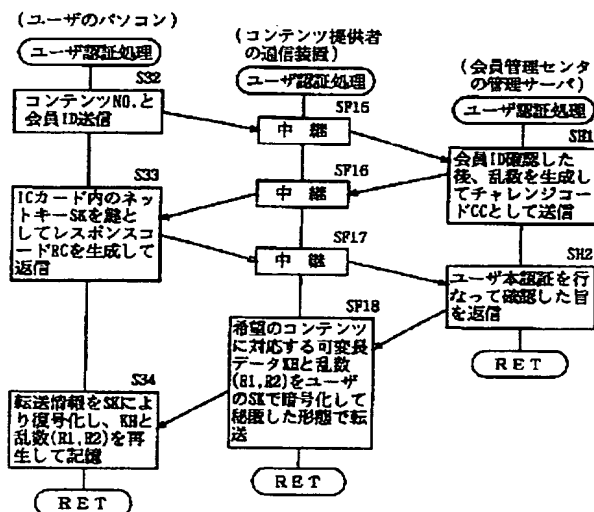 (ユーザのパソコン)
ユーザ認証処理
S32
コンテンツNO.と
会員ID送信
S33
ICカード内のネッ
トキーSKを鍵と
してレスポンスコ
ードRCを生成して
返信
S34
転送情報をSKによ
り復号化し、KHと
乱数(R1,R2)を再
生して記憶
RET
(コンテンツ提供者
の通信装置)
ユーザ認証処理
SF15
中継
SF16
中継
SF17
中継
SF18
希望のコンテンツ
に対応する可変長
データKHと乱数
(R1,R2)をユーザ
のSKで暗号化して
秘匿した形態で転
送
RET
(会員管理センタ
の管理サーバ)
ユーザ認証処理
SH1
会員ID確認した
後、乱数を生成し
てチャレンジコー
ドCCとして送信
SH2
ユーザ本認証を行
なって確認した旨
を返信
RET